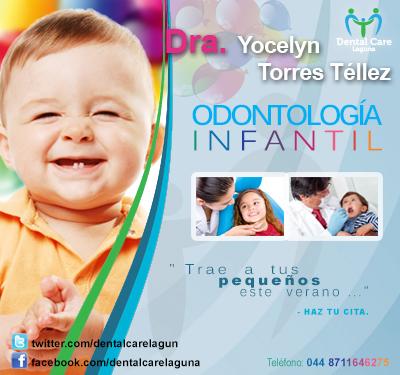 Dra. Yocelyn
Torres Téllez
Dental Care
Laguna
ODONTOLOGÍA
INFANTIL
" Trae a tus
pequeños
este verano ..."
- HAZ TU CITA.
twitter.com/dentalcarelagun
facebook.com/dentalcarelaguna
Teléfono: 044 8711646275